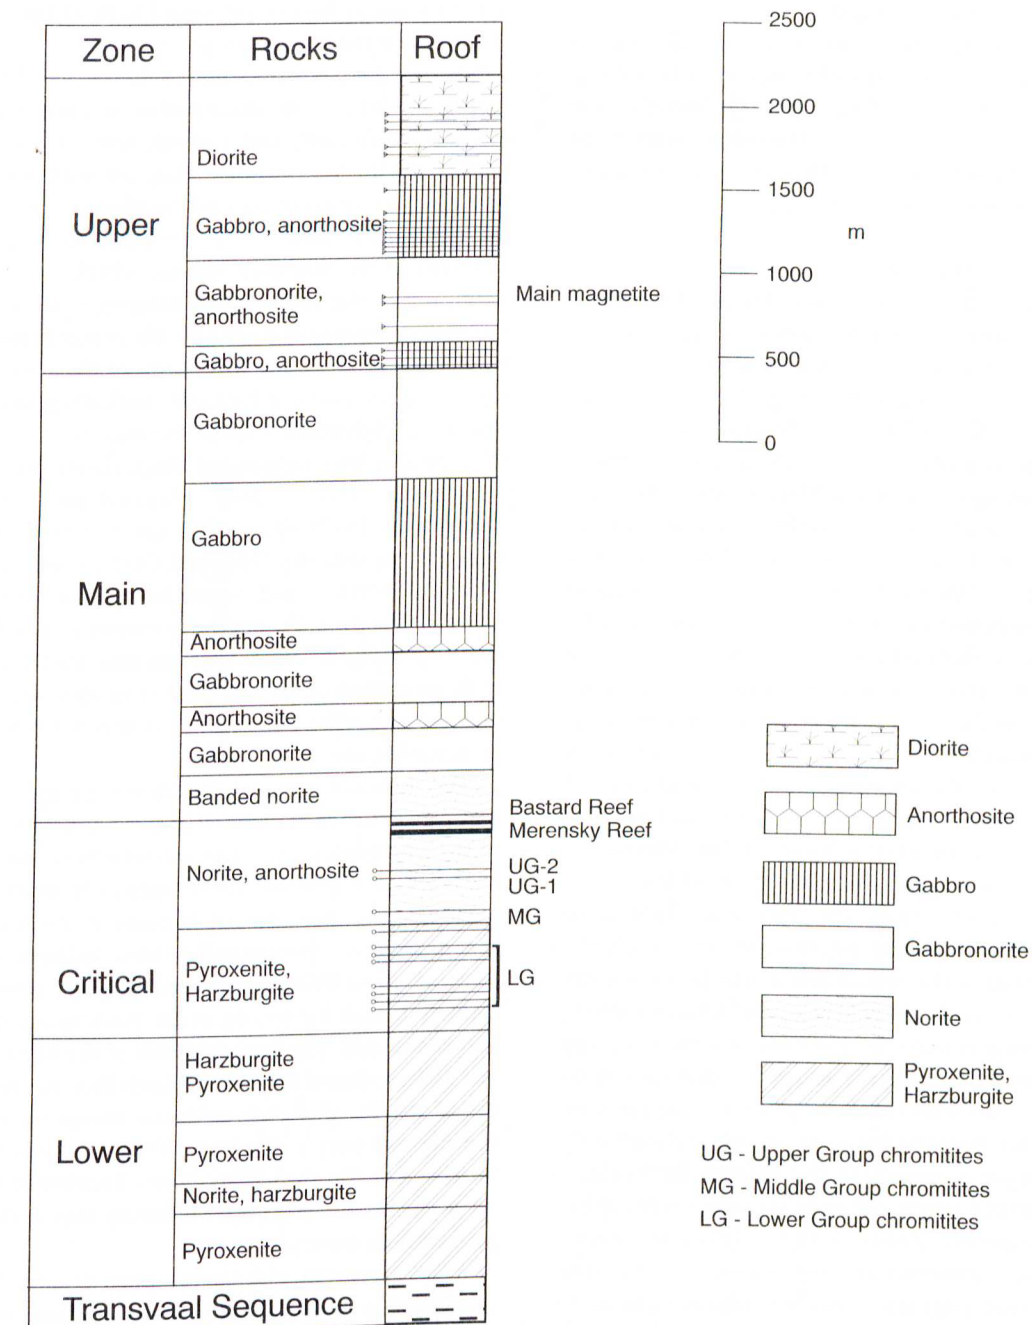 Zone
Rocks
Roof
Upper
Diorite
Gabbro, anorthosite
Gabbronorite,
anorthosite
Gabbro, anorthosite
Main magnetite
Main
Gabbronorite
Gabbro
Anorthosite
Gabbronorite
Anorthosite
Gabbronorite
Banded norite
Bastard Reef
Merensky Reef
Critical
Norite, anorthosite
UG-2
UG-1
MG
Pyroxenite,
Harzburgite
LG
Lower
Harzburgite
Pyroxenite
Pyroxenite
Norite, harzburgite
Pyroxenite
Transvaal Sequence
2500
2000
1500
m
1000
500
0
Diorite
Anorthosite
Gabbro
Gabbronorite
Norite
Pyroxenite,
Harzburgite
UG - Upper Group chromitites
MG - Middle Group chromitites
LG - Lower Group chromitites